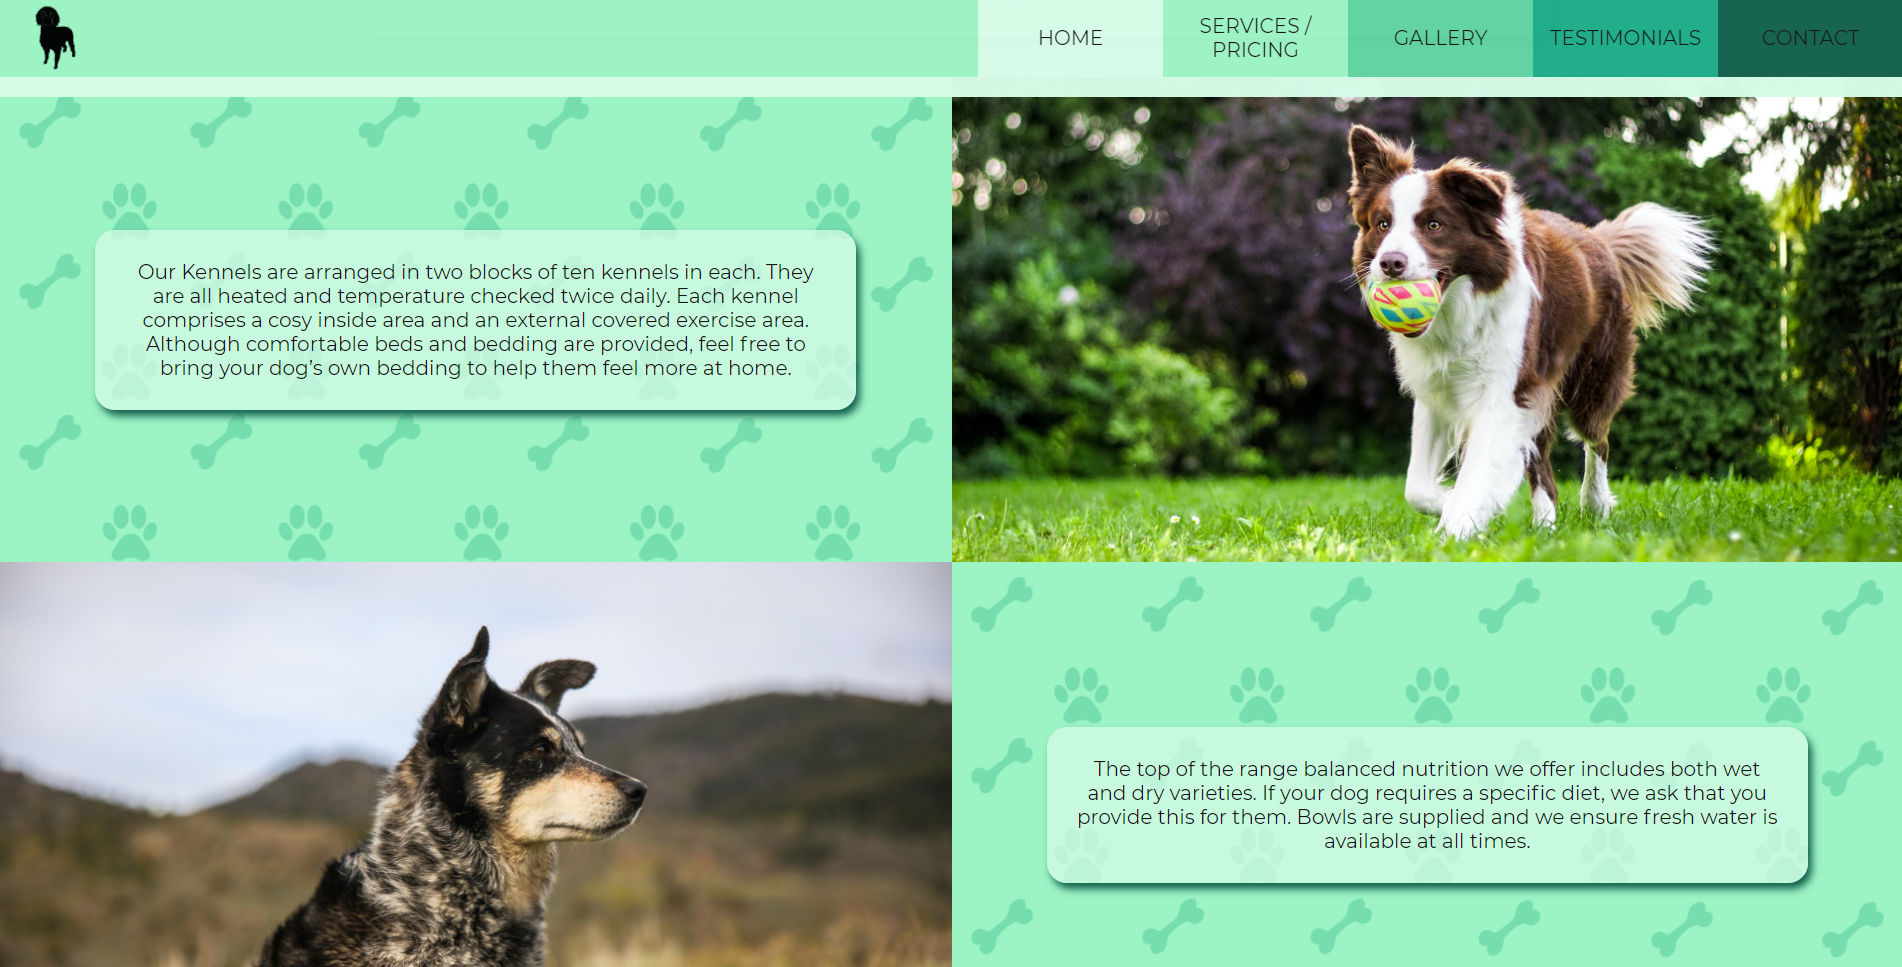 HOME
SERVICES /
PRICING
GALLERY
TESTIMONIALS
CONTACT
Our Kennels are arranged in two blocks of ten kennels in each. They
are all heated and temperature checked twice daily. Each kennel
comprises a cosy inside area and an external covered exercise area.
Although comfortable beds and bedding are provided, feel free to
bring your dog’s own bedding to help them feel more at home.
The top of the range balanced nutrition we offer includes both wet
and dry varieties. If your dog requires a specific diet, we ask that you
provide this for them. Bowls are supplied and we ensure fresh water is
available at all times.